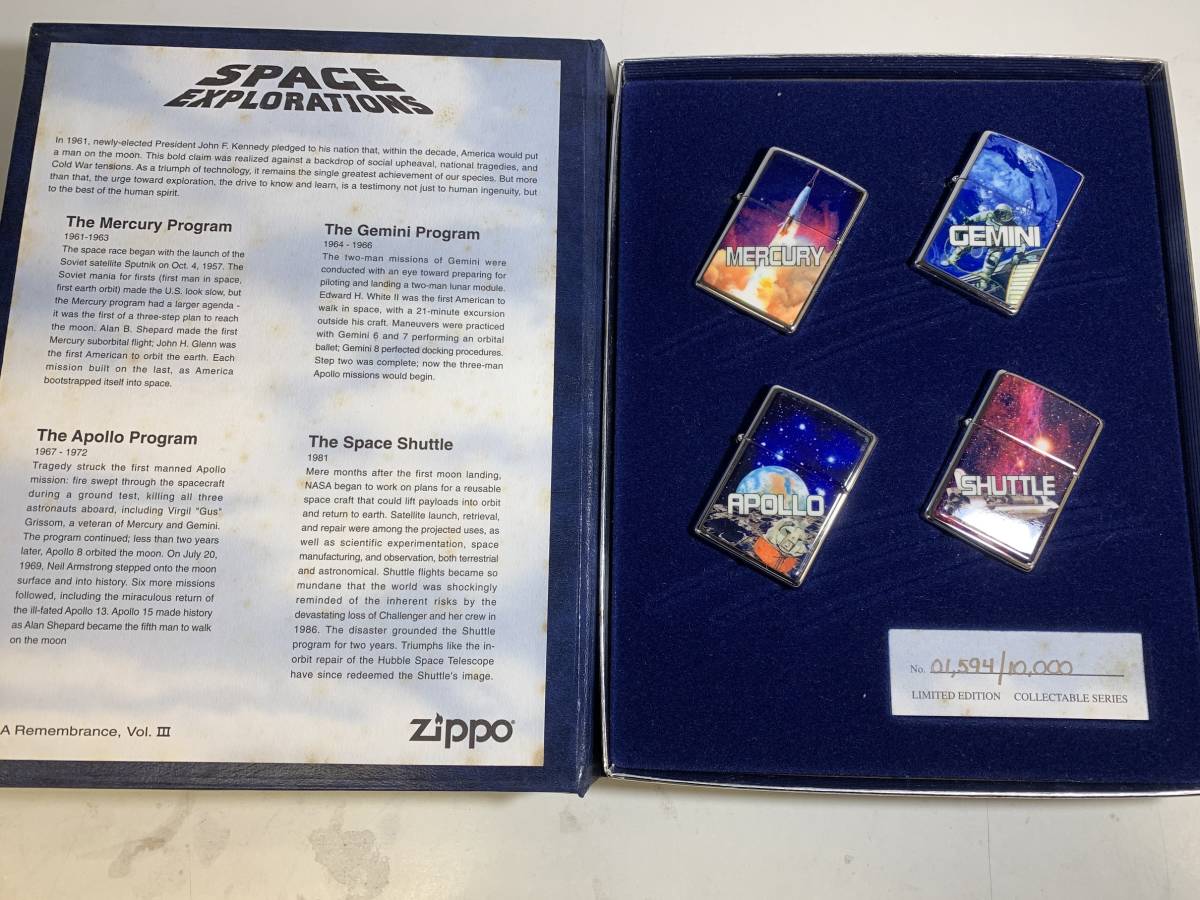 SPACE
EXPLORATIONS
In 1961, newly-elected President John F. Kennedy pledged to his nation that, within the decade, America would put
a man on the moon. This bold claim was realized against a backdrop of social upheaval, national tragedies, and
Cold War tensions. As a triumph of technology, it remains the single greatest achievement of our species. But more
than that, the urge toward exploration, the drive to know and learn, is a testimony not just to human ingenuity, but
to the best of the human spirit.
The Mercury Program
1961-1963
The space race began with the launch of the
Soviet satellite Sputnik on Oct. 4, 1957. The
Soviet mania for firsts (first man in space,
first earth orbit) made the U.S. look slow, but
the Mercury program had a larger agenda -
it was the first of a three-step plan to reach
the moon. Alan B. Shepard made the first
Mercury suborbital flight; John H. Glenn was
the first American to orbit the earth. Each
mission built on the last, as America
bootstrapped itself into space.
The Gemini Program
1964 - 1966
The two-man missions of Gemini were
conducted with an eye toward preparing for
piloting and landing a two-man lunar module.
Edward H. White II was the first American to
walk in space, with a 21-minute excursion
outside his craft. Maneuvers were practiced
with Gemini 6 and 7 performing an orbital
ballet; Gemini 8 perfected docking procedures.
Step two was complete; now the three-man
Apollo missions would begin.
The Apollo Program
1967 - 1972
Tragedy struck the first manned Apollo
mission: fire swept through the spacecraft
during a ground test, killing all three
astronauts aboard, including Virgil "Gus"
Grissom, a veteran of Mercury and Gemini.
The program continued; less than two years
later, Apollo 8 orbited the moon. On July 20,
1969, Neil Armstrong stepped onto the moon
surface and into history. Six more missions
followed, including the miraculous return of
the ill-fated Apollo 13. Apollo 15 made history
as Alan Shepard became the fifth man to walk
on the moon
The Space Shuttle
1981
Mere months after the first moon landing,
NASA began to work on plans for a reusable
space craft that could lift payloads into orbit
and return to earth. Satellite launch, retrieval,
and repair were among the projected uses, as
well as scientific experimentation, space
manufacturing, and observation, both terrestrial
and astronomical. Shuttle flights became so
mundane that the world was shockingly
reminded of the inherent risks by the
devastating loss of Challenger and her crew in
1986. The disaster grounded the Shuttle
program for two years. Triumphs like the in-
orbit repair of the Hubble Space Telescope
have since redeemed the Shuttle's image.
A Remembrance, Vol. III
Zippo®
MERCURY
GEMINI
APOLLO
SHUTTLE
No. 01,594/10,000
LIMITED EDITION COLLECTABLE SERIES